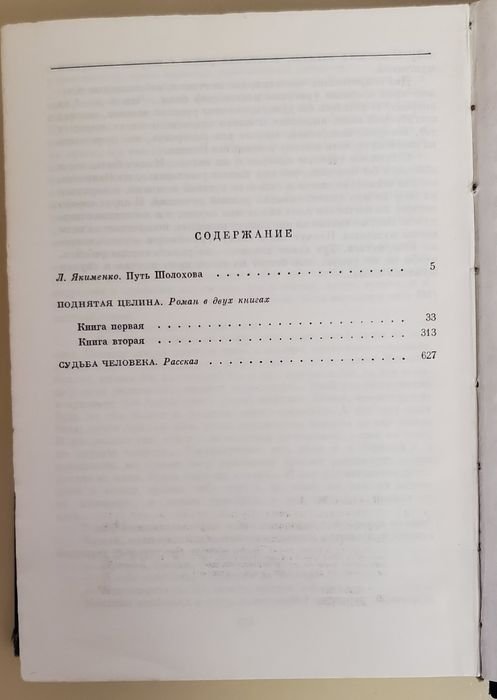 СОДЕРЖАНИЕ
Л. Якименко. Путь Шолохова . . . . . . . . . . . . . . . . 5
ПОДНЯТАЯ ЦЕЛИНА. Роман в двух книгах
Книга первая . . . . . . . . . . . . . . . . . . . . 33
Книга вторая . . . . . . . . . . . . . . . . . . . . 313
СУДЬБА ЧЕЛОВЕКА. Рассказ . . . . . . . . . . . . . . . . 627